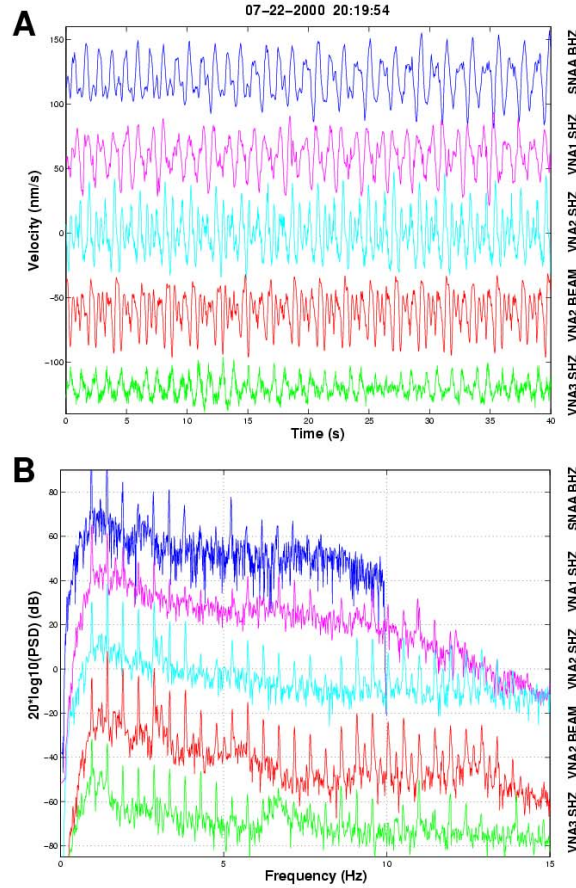 07-22-2000 20:19:54
A
150
100
50
0
-50
-100
Velocity (nm/s)
0 5 10 15 20 25 30 35 40
Time (s)
SNAA BHZ
VNA1 SHZ
VNA2 SHZ
VNA2 BEAM
VNA3 SHZ
B
80
60
40
20
0
-20
-40
-60
-80
20*log10(PSD) (dB)
0 5 10 15
Frequency (Hz)
SNAA BHZ
VNA1 SHZ
VNA2 SHZ
VNA2 BEAM
VNA3 SHZ